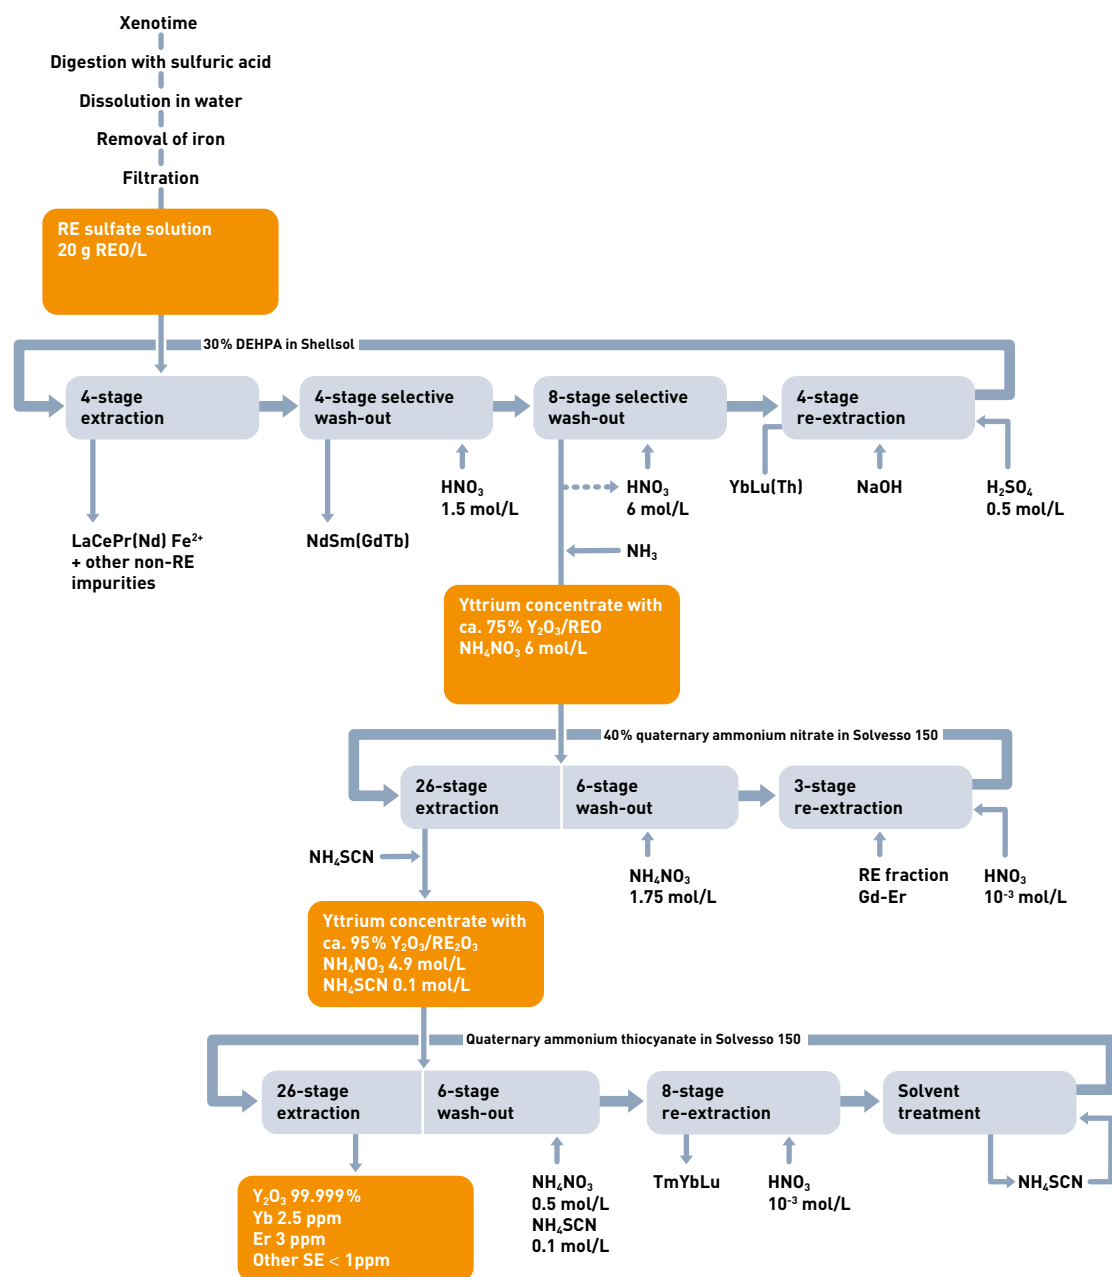 Xenotime
Digestion with sulfuric acid
Dissolution in water
Removal of iron
Filtration
RE sulfate solution
20 g REO/L
30% DEHPA in Shellsol
4-stage
extraction
4-stage selective
wash-out
8-stage selective
wash-out
4-stage
re-extraction
HNO₃
1.5 mol/L
HNO₃
6 mol/L
YbLu(Th)
NaOH
H₂SO₄
0.5 mol/L
LaCePr(Nd) Fe²⁺
+ other non-RE
impurities
NdSm(GdTb)
NH₃
Yttrium concentrate with
ca. 75% Y₂O₃/REO
NH₄NO₃ 6 mol/L
40% quaternary ammonium nitrate in Solvesso 150
26-stage
extraction
6-stage
wash-out
3-stage
re-extraction
NH₄SCN
NH₄NO₃
1.75 mol/L
RE fraction
Gd-Er
HNO₃
10⁻³ mol/L
Yttrium concentrate with
ca. 95% Y₂O₃/RE₂O₃
NH₄NO₃ 4.9 mol/L
NH₄SCN 0.1 mol/L
Quaternary ammonium thiocyanate in Solvesso 150
26-stage
extraction
6-stage
wash-out
8-stage
re-extraction
Solvent
treatment
Y₂O₃ 99.999%
Yb 2.5 ppm
Er 3 ppm
Other SE < 1ppm
NH₄NO₃
0.5 mol/L
NH₄SCN
0.1 mol/L
TmYbLu
HNO₃
10⁻³ mol/L
NH₄SCN